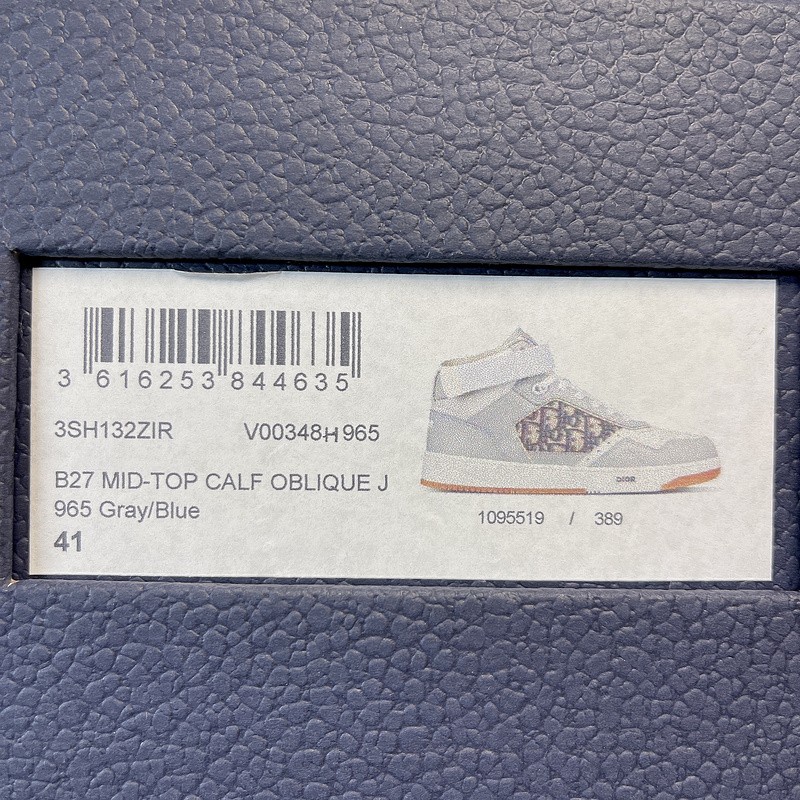 3 616253 844635
3SH132ZIR V00348H965
B27 MID-TOP CALF OBLIQUE J
965 Gray/Blue
41
DIOR
1095519 / 389